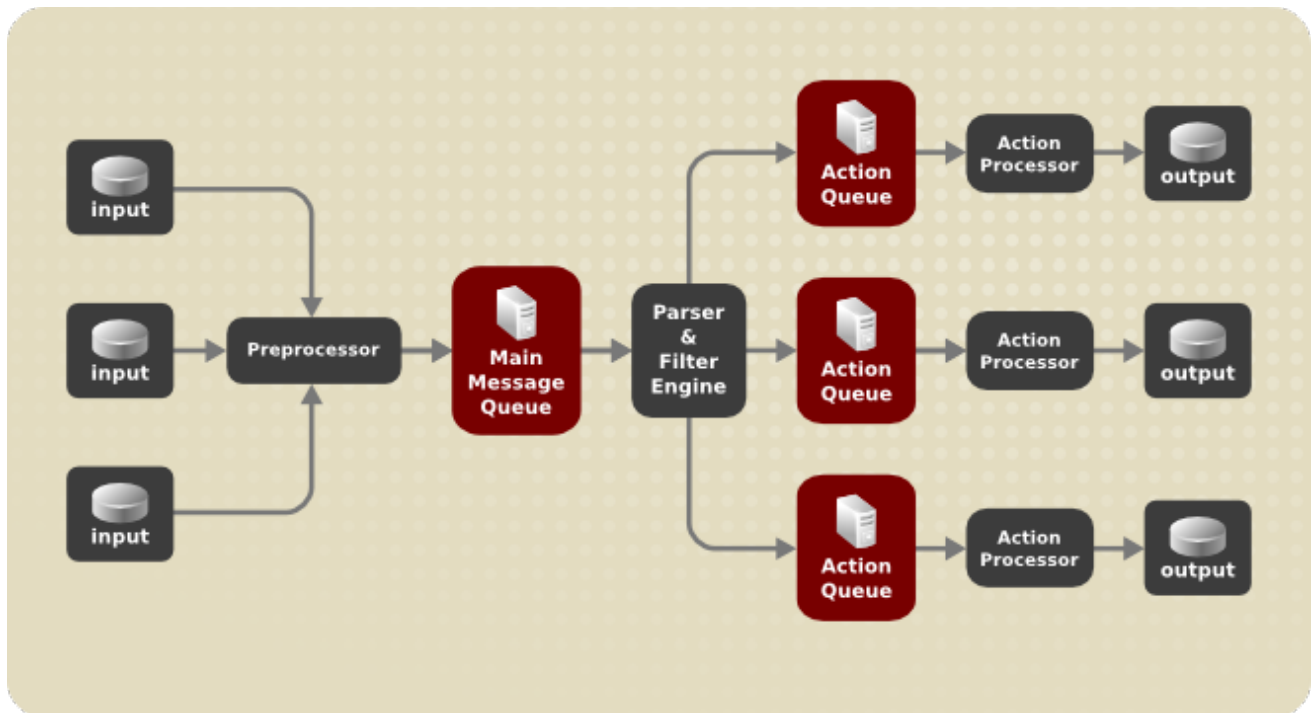 input
input
input
Preprocessor
Main
Message
Queue
Parser
&
Filter
Engine
Action
Queue
Action
Processor
output
Action
Queue
Action
Processor
output
Action
Queue
Action
Processor
output